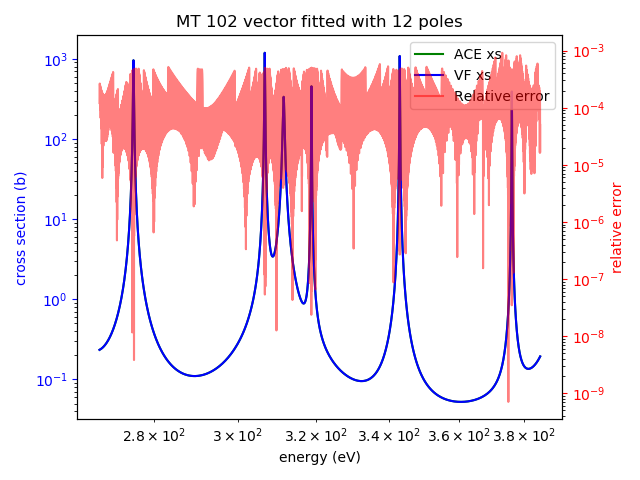 MT 102 vector fitted with 12 poles
ACE xs
VF xs
Relative error
cross section (b)
10³
10²
10¹
10⁰
10⁻¹
relative error
10⁻³
10⁻⁴
10⁻⁵
10⁻⁶
10⁻⁷
10⁻⁸
10⁻⁹
2.8 × 10² 3 × 10² 3.2 × 10² 3.4 × 10² 3.6 × 10² 3.8 × 10²
energy (eV)